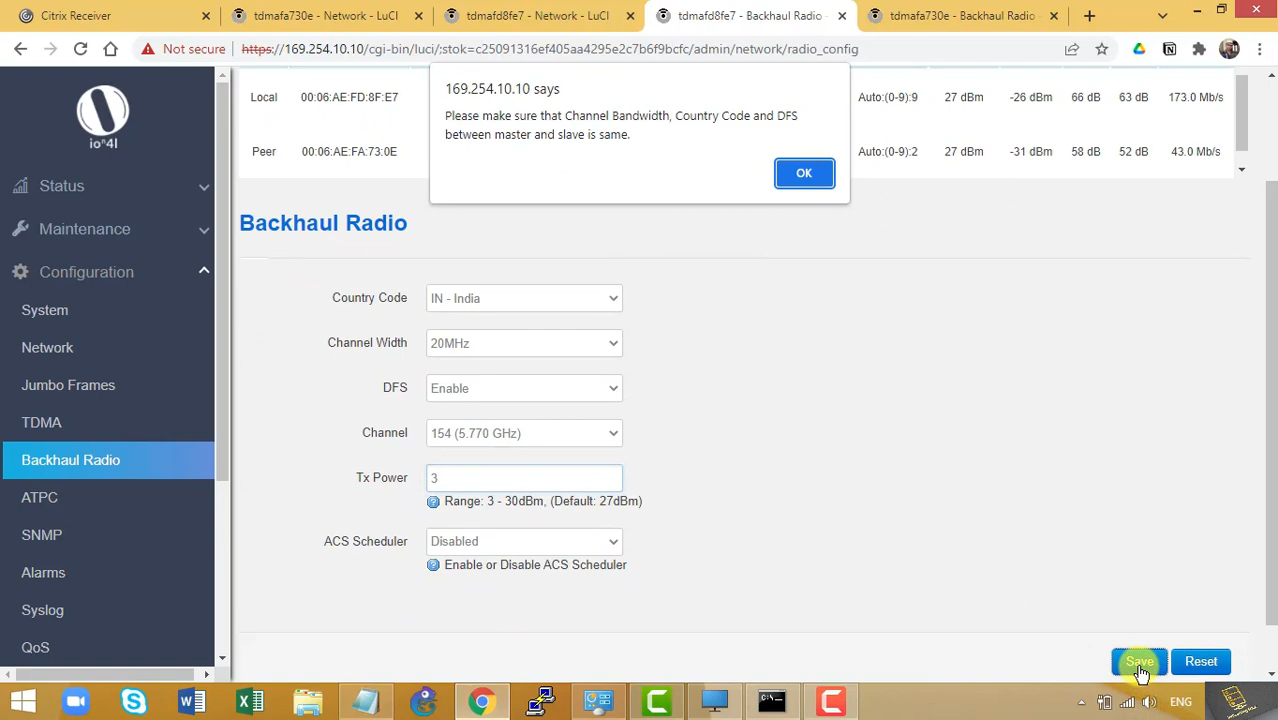 Citrix Receiver
tdmafa730e - Network - LuCI
tdmafd8fe7 - Network - LuCI
tdmafd8fe7 - Backhaul Radio -
tdmafa730e - Backhaul Radio -
Not secure
https://169.254.10.10/cgi-bin/luci/;stok=c25091316ef405aa4295e2c7b6f9bcfc/admin/network/radio_config
169.254.10.10 says
Please make sure that Channel Bandwidth, Country Code and DFS
between master and slave is same.
OK
Local 00:06:AE:FD:8F:E7 Auto:(0-9):9 27 dBm -26 dBm 66 dB 63 dB 173.0 Mb/s
Peer 00:06:AE:FA:73:0E Auto:(0-9):2 27 dBm -31 dBm 58 dB 52 dB 43.0 Mb/s
io^n4I
Status
Maintenance
Configuration
System
Network
Jumbo Frames
TDMA
Backhaul Radio
ATPC
SNMP
Alarms
Syslog
QoS
Backhaul Radio
Country Code IN - India
Channel Width 20MHz
DFS Enable
Channel 154 (5.770 GHz)
Tx Power 3
Range: 3 - 30dBm, (Default: 27dBm)
ACS Scheduler Disabled
Enable or Disable ACS Scheduler
Save Reset
ENG